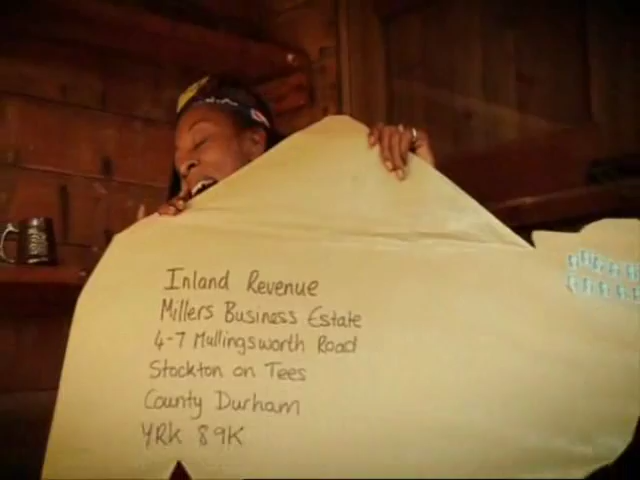 Inland Revenue
Millers Business Estate
4-7 Mullingsworth Road
Stockton on Tees
County Durham
YRK 89K